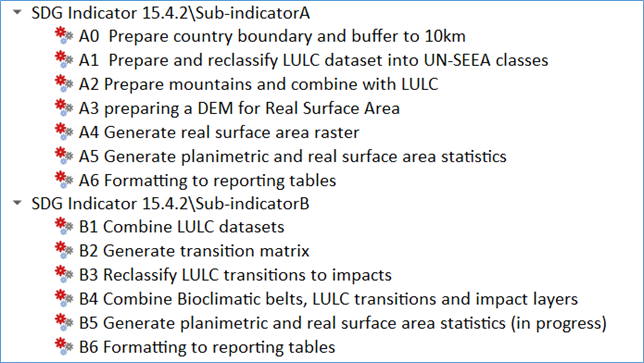 SDG Indicator 15.4.2\Sub-indicatorA
A0 Prepare country boundary and buffer to 10km
A1 Prepare and reclassify LULC dataset into UN-SEEA classes
A2 Prepare mountains and combine with LULC
A3 preparing a DEM for Real Surface Area
A4 Generate real surface area raster
A5 Generate planimetric and real surface area statistics
A6 Formatting to reporting tables
SDG Indicator 15.4.2\Sub-indicatorB
B1 Combine LULC datasets
B2 Generate transition matrix
B3 Reclassify LULC transitions to impacts
B4 Combine Bioclimatic belts, LULC transitions and impact layers
B5 Generate planimetric and real surface area statistics (in progress)
B6 Formatting to reporting tables